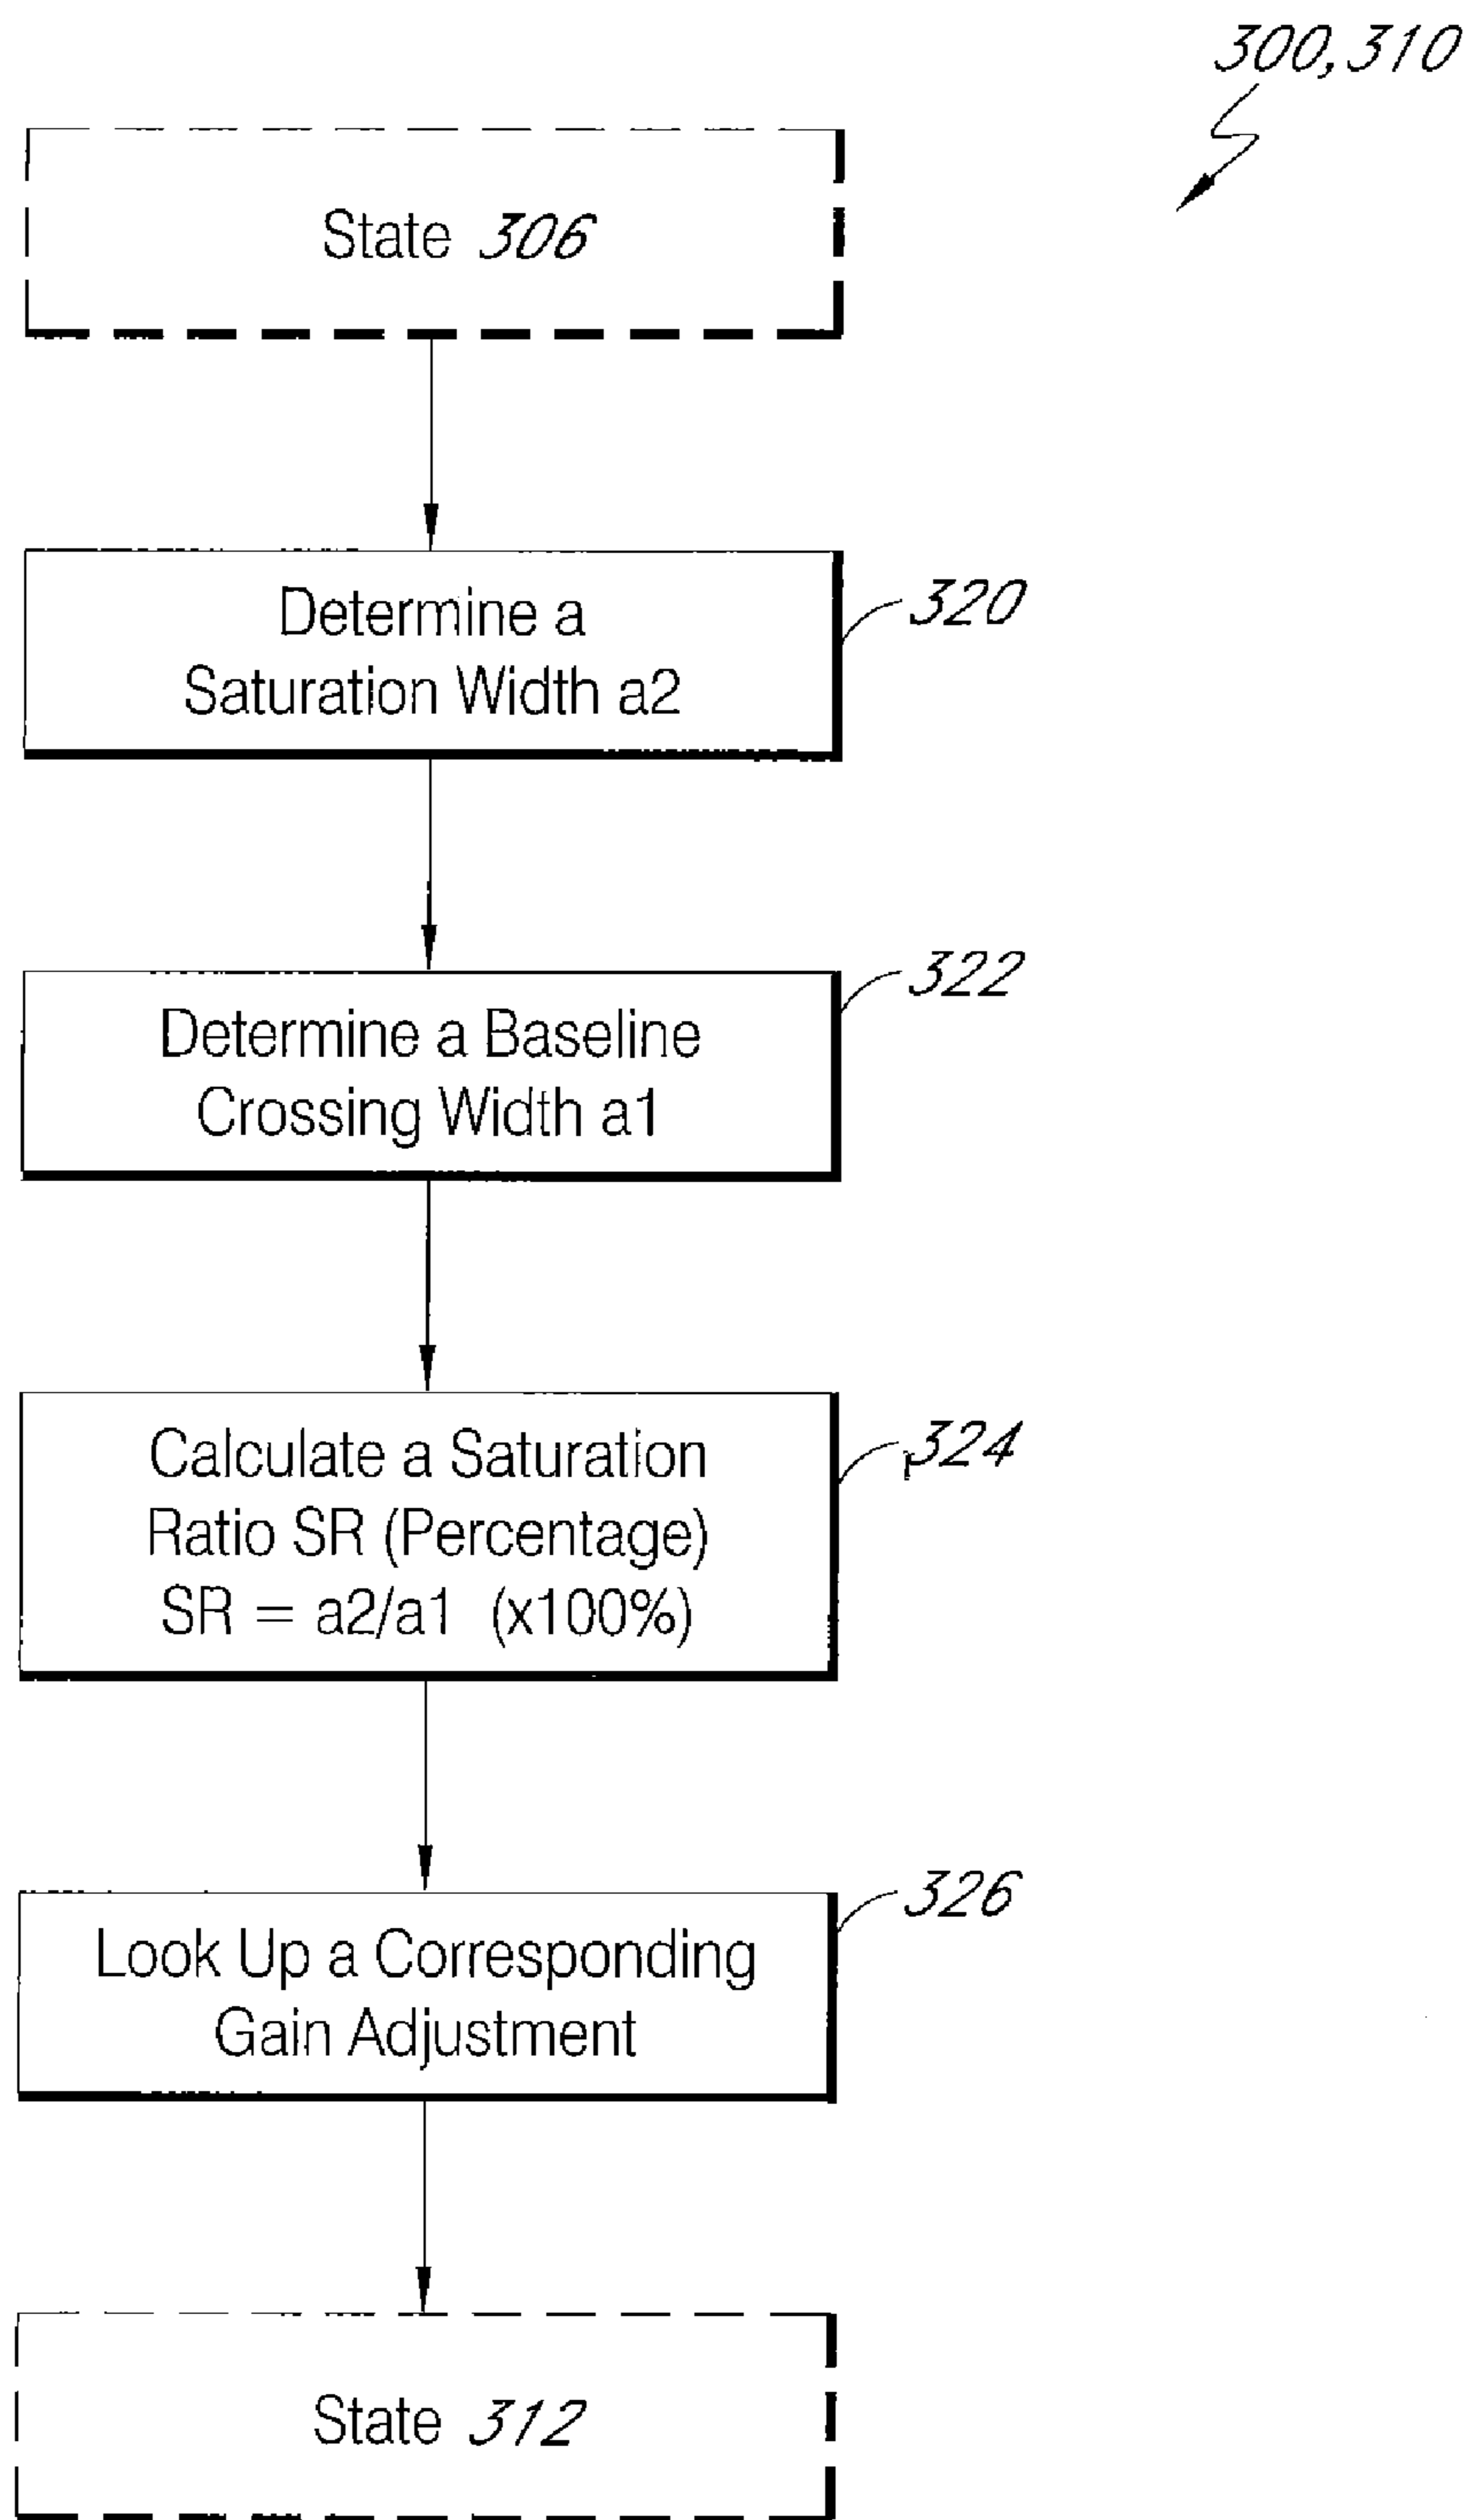 300, 310
State 306
Determine a
Saturation Width a2
320
Determine a Baseline
Crossing Width a1
322
Calculate a Saturation
Ratio SR (Percentage)
SR = a2/a1 (x100%)
324
Look Up a Corresponding
Gain Adjustment
326
State 312